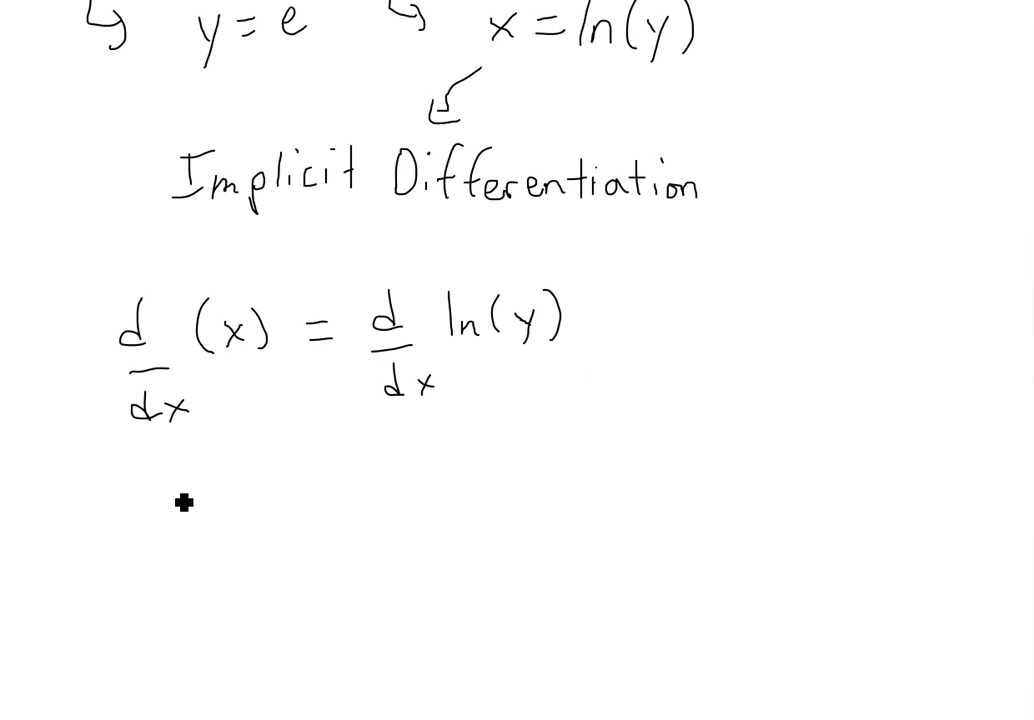 ↳ y = e ↳ x = ln(y)
↙
Implicit Differentiation
d/dx (x) = d/dx ln(y)